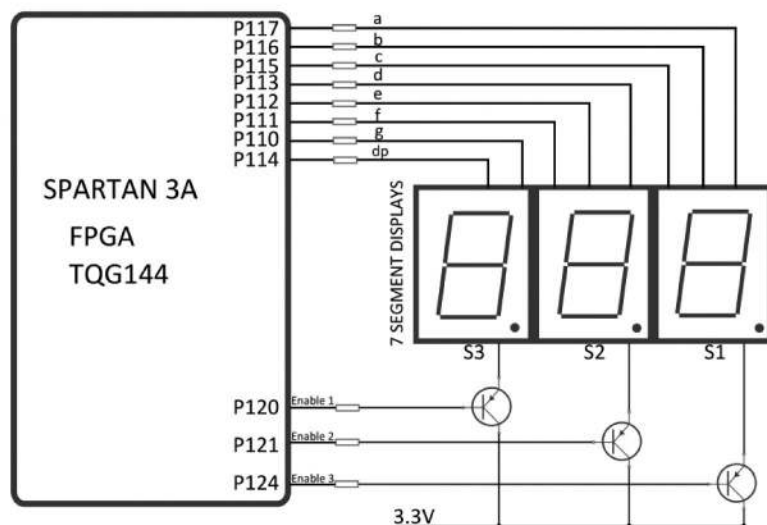 P117
a
P116
b
P115
c
P113
d
P112
e
P111
f
P110
g
P114
dp
SPARTAN 3A
FPGA
TQG144
7 SEGMENT DISPLAYS
S3
S2
S1
P120
Enable 1
P121
Enable 2
P124
Enable 3
3.3V